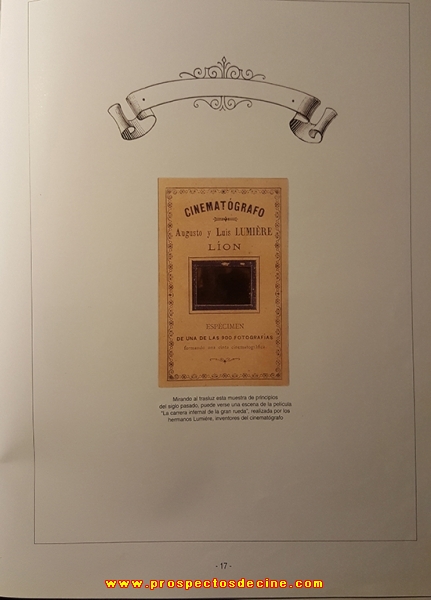 CINEMATÓGRAFO
Augusto y Luis LUMIÉRE
LÍON
ESPÉCIMEN
DE UNA DE LAS 900 FOTOGRAFÍAS
Mirando al trasluz esta muestra de principios
del siglo pasado, puede verse una escena de la película
"La carrera infernal de la gran rueda", realizada por los
hermanos Lumière, inventores del cinematógrafo
- 17 -
www.prospectosdecine.com